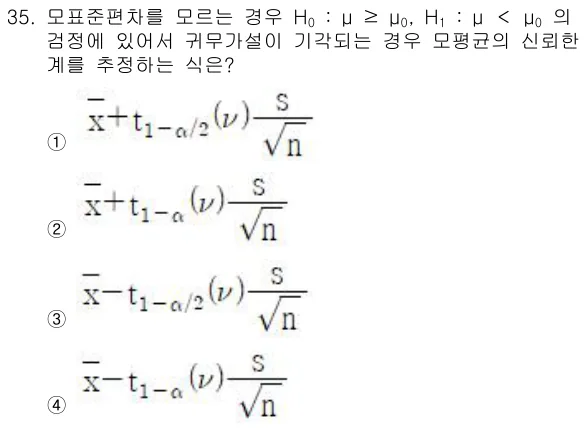 35. 모표준편차를 모르는 경우 H₀ : μ ≥ μ₀, H₁ : μ < μ₀ 의
검정에 있어서 귀무가설이 기각되는 경우 모평균의 신뢰한
계를 추정하는 식은?
① x̄+t₁₋α/₂(ν) s/√n
② x̄+t₁₋α(ν) s/√n
③ x̄-t₁₋α/₂(ν) s/√n
④ x̄-t₁₋α(ν) s/√n